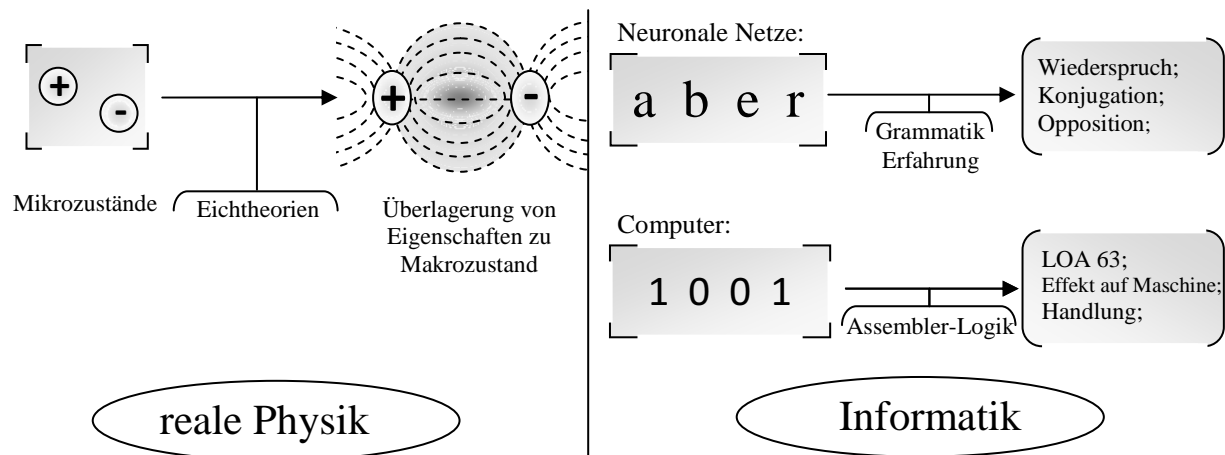 +
-
Mikrozustände
Eichtheorien
+
-
Überlagerung von
Eigenschaften zu
Makrozustand
reale Physik
Neuronale Netze:
a b e r
Grammatik
Erfahrung
Wiederspruch;
Konjugation;
Opposition;
Computer:
1 0 0 1
Assembler-Logik
LOA 63;
Effekt auf Maschine;
Handlung;
Informatik